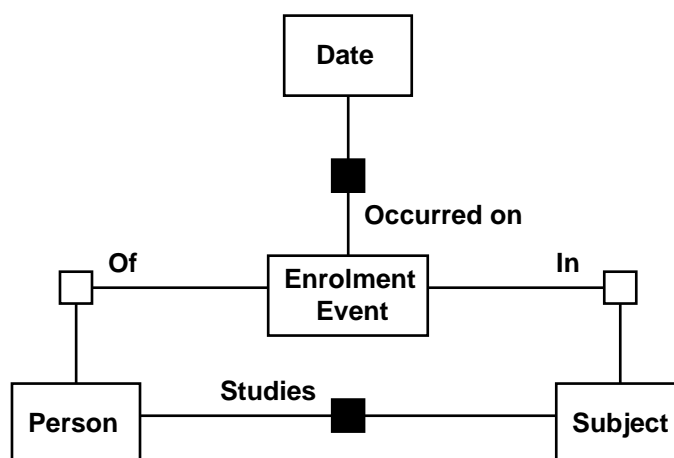 Date
Occurred on
Of
Enrolment
Event
In
Studies
Person
Subject